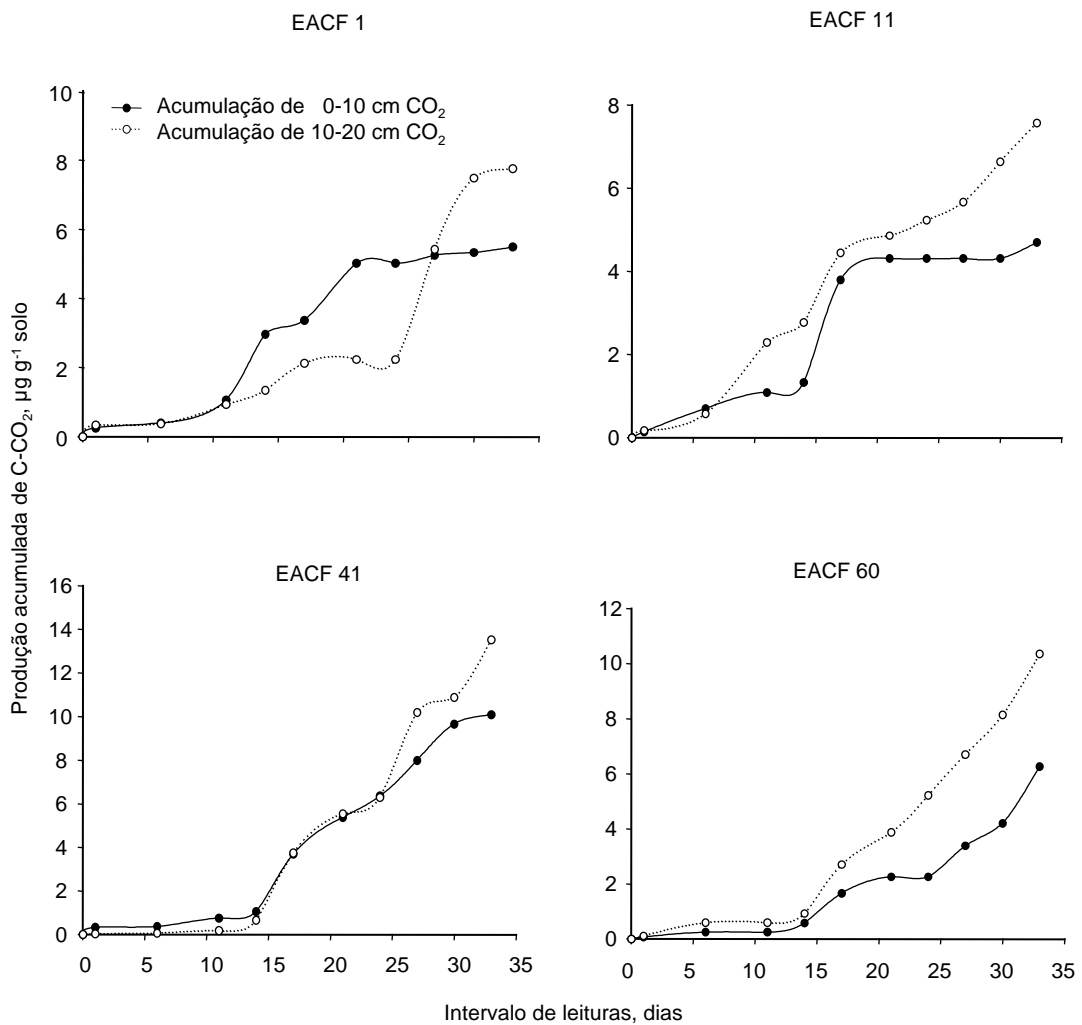 EACF 1
EACF 11
10
8
6
4
2
0
Acumulação de 0-10 cm CO₂
Acumulação de 10-20 cm CO₂
8
6
4
2
0
Produção acumulada de C-CO₂, µg g⁻¹ solo
EACF 41
EACF 60
16
14
12
10
8
6
4
2
0
0 5 10 15 20 25 30 35
12
10
8
6
4
2
0
0 5 10 15 20 25 30 35
Intervalo de leituras, dias